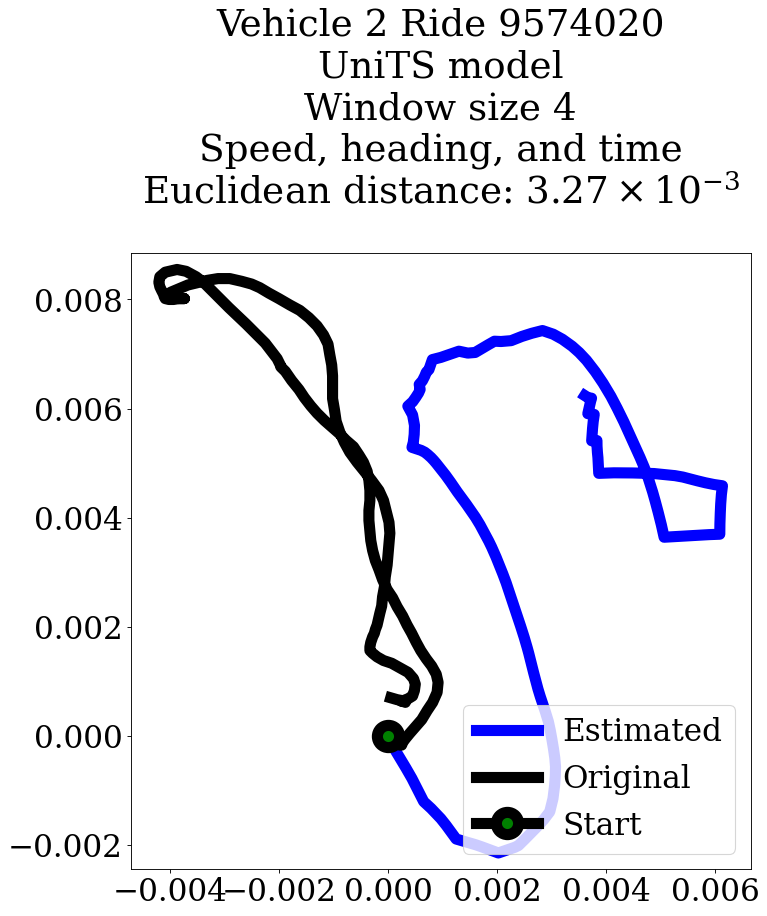 Vehicle 2 Ride 9574020
UniTS model
Window size 4
Speed, heading, and time
Euclidean distance: 3.27 × 10⁻³
0.008
0.006
0.004
0.002
0.000
−0.002
Estimated
Original
Start
−0.004 −0.002 0.000 0.002 0.004 0.006